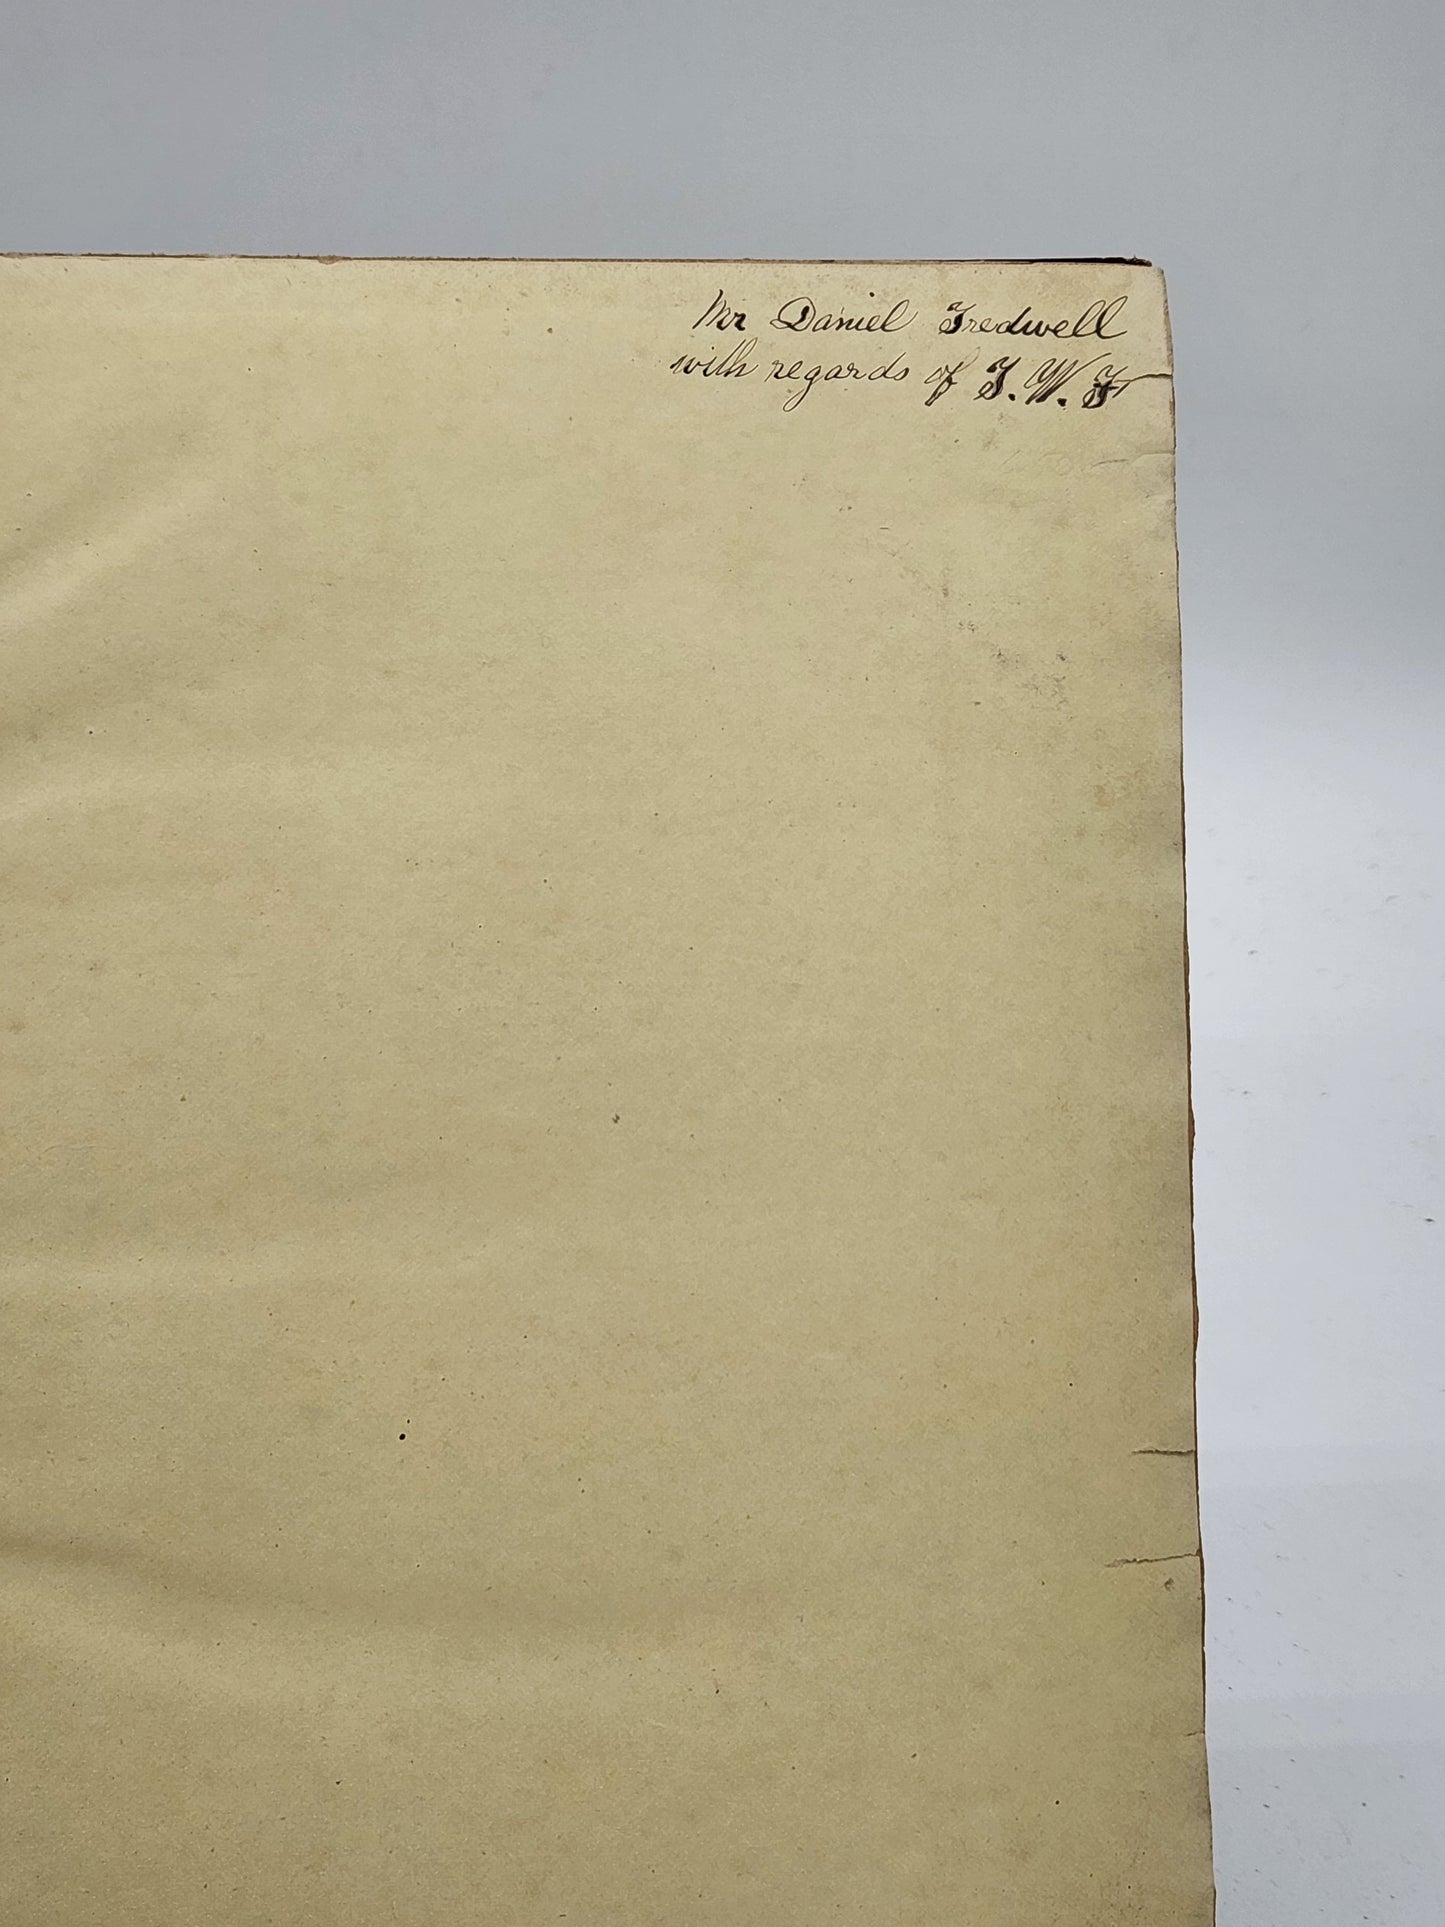 Mr Daniel Tredwell
with regards of T. W. F